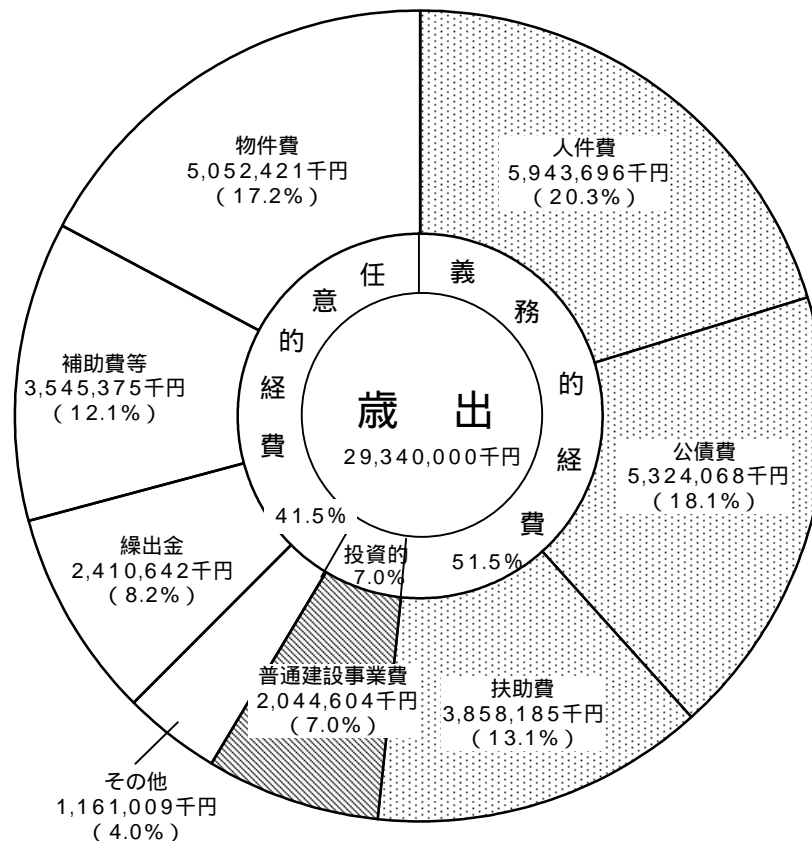 物件費
5,052,421千円
(17.2%)
人件費
5,943,696千円
(20.3%)
補助費等
3,545,375千円
(12.1%)
公債費
5,324,068千円
(18.1%)
繰出金
2,410,642千円
(8.2%)
扶助費
3,858,185千円
(13.1%)
普通建設事業費
2,044,604千円
(7.0%)
その他
1,161,009千円
(4.0%)
任意的経費
41.5%
義務的経費
51.5%
投資的
7.0%
歳 出
29,340,000千円